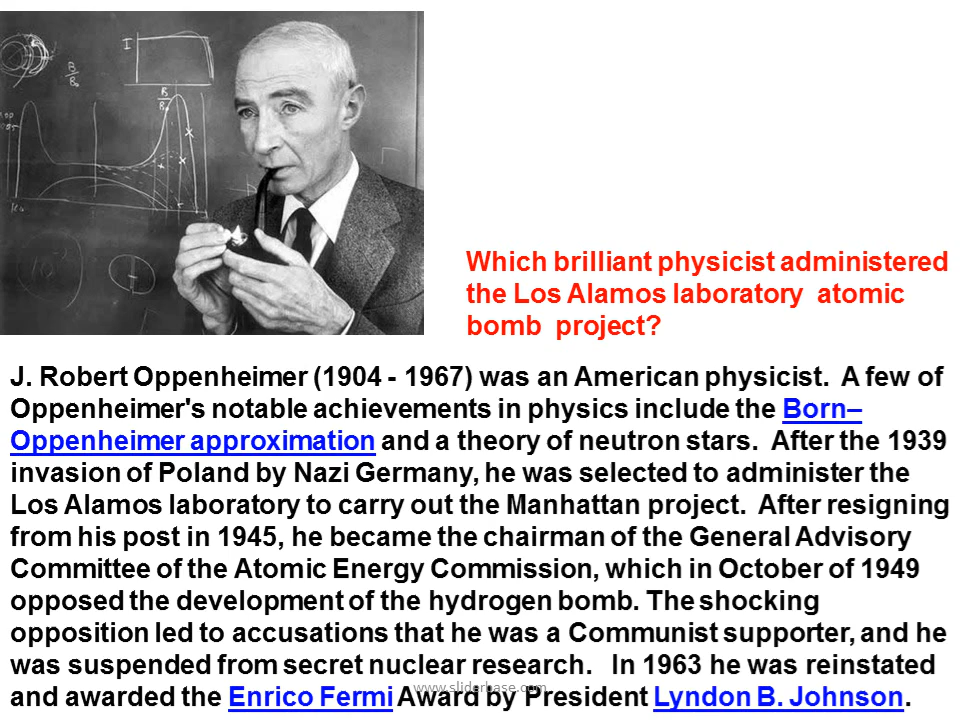 I
B
B₀
B
B₀
Which brilliant physicist administered
the Los Alamos laboratory atomic
bomb project?
J. Robert Oppenheimer (1904 - 1967) was an American physicist. A few of
Oppenheimer's notable achievements in physics include the Born–
Oppenheimer approximation and a theory of neutron stars. After the 1939
invasion of Poland by Nazi Germany, he was selected to administer the
Los Alamos laboratory to carry out the Manhattan project. After resigning
from his post in 1945, he became the chairman of the General Advisory
Committee of the Atomic Energy Commission, which in October of 1949
opposed the development of the hydrogen bomb. The shocking
opposition led to accusations that he was a Communist supporter, and he
was suspended from secret nuclear research. In 1963 he was reinstated
and awarded the Enrico Fermi Award by President Lyndon B. Johnson.
www.sliderbase.com